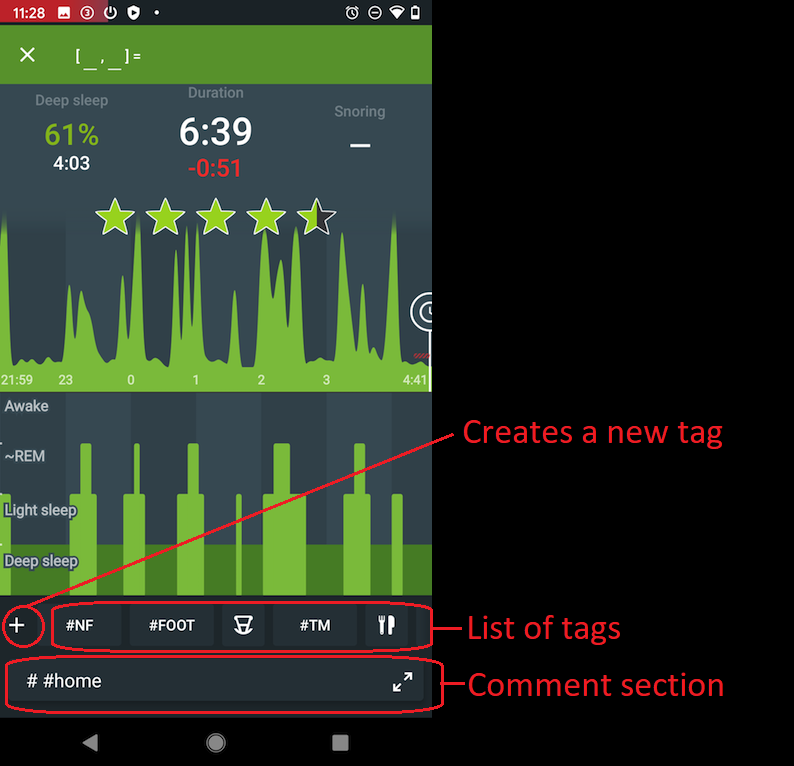 11:28
3
[ _ , _ ] =
Deep sleep
Duration
Snoring
61%
6:39
–
4:03
-0:51
21:59 23 0 1 2 3 4:41
Awake
Creates a new tag
~REM
Light sleep
Deep sleep
+ #NF #FOOT #TM
List of tags
# #home
Comment section